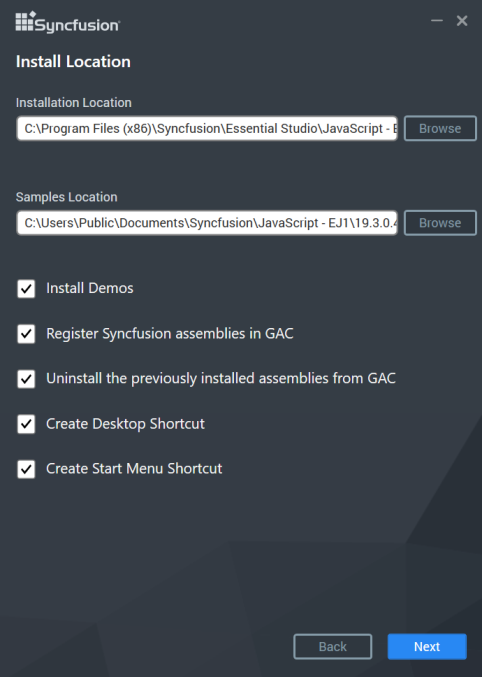 Syncfusion
Install Location
Installation Location
C:\Program Files (x86)\Syncfusion\Essential Studio\JavaScript -
Browse
Samples Location
C:\Users\Public\Documents\Syncfusion\JavaScript - EJ1\19.3.0.4
Browse
Install Demos
Register Syncfusion assemblies in GAC
Uninstall the previously installed assemblies from GAC
Create Desktop Shortcut
Create Start Menu Shortcut
Back
Next